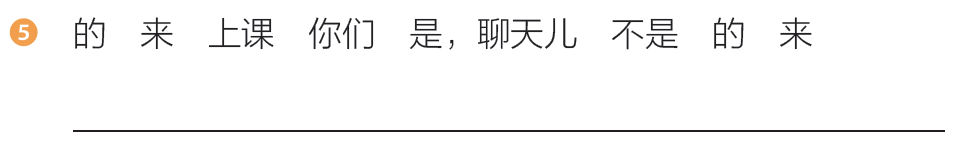 5 的 来 上课 你们 是，聊天儿 不是 的 来